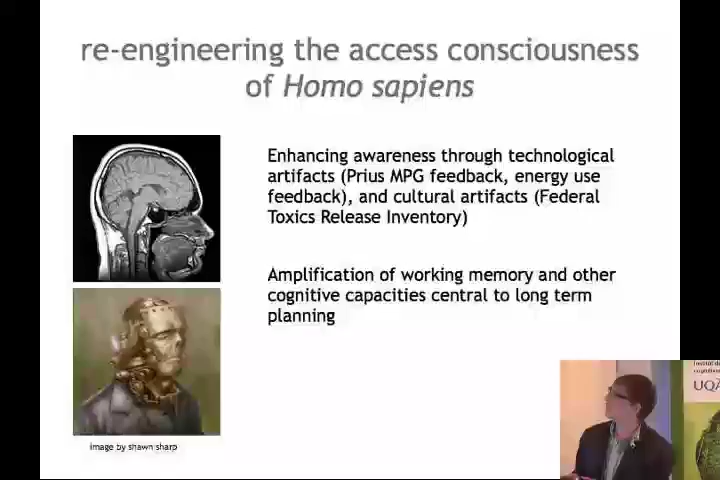 re-engineering the access consciousness
of Homo sapiens
Enhancing awareness through technological
artifacts (Prius MPG feedback, energy use
feedback), and cultural artifacts (Federal
Toxics Release Inventory)
Amplification of working memory and other
cognitive capacities central to long term
planning
image by shawn sharp